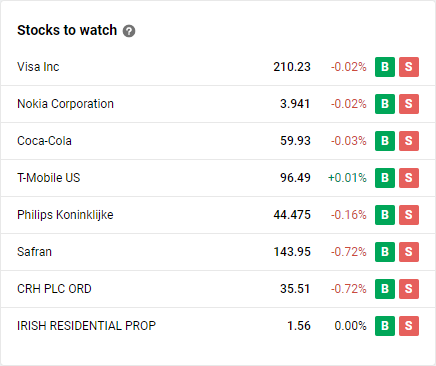 Stocks to watch ?
Visa Inc 210.23 -0.02% B S
Nokia Corporation 3.941 -0.02% B S
Coca-Cola 59.93 -0.03% B S
T-Mobile US 96.49 +0.01% B S
Philips Koninklijke 44.475 -0.16% B S
Safran 143.95 -0.72% B S
CRH PLC ORD 35.51 -0.72% B S
IRISH RESIDENTIAL PROP 1.56 0.00% B S